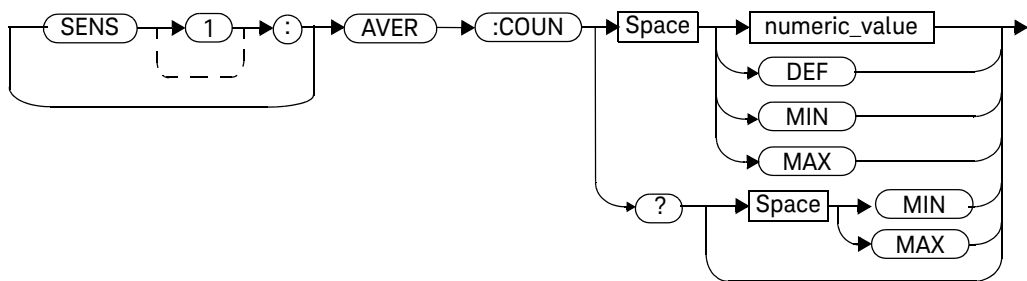 SENS 1 : AVER :COUN Space numeric_value
DEF
MIN
MAX
? Space MIN
MAX